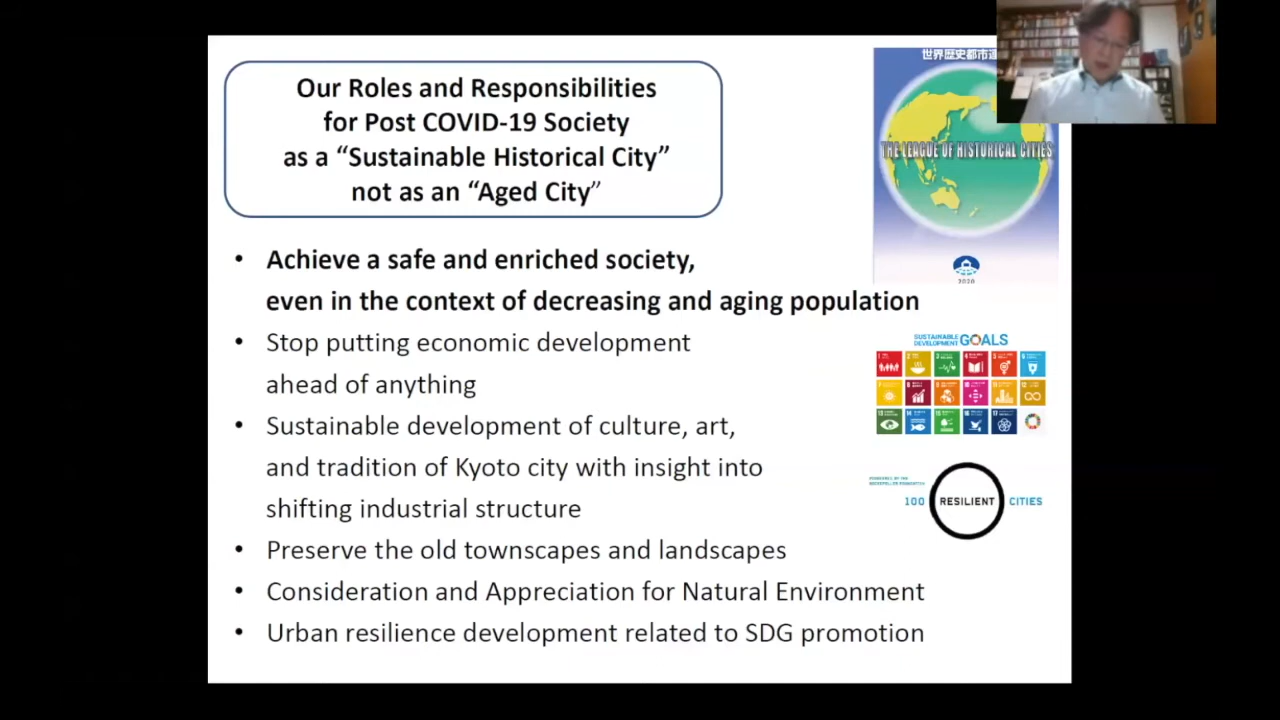 Our Roles and Responsibilities
for Post COVID-19 Society
as a “Sustainable Historical City”
not as an “Aged City”
• Achieve a safe and enriched society,
even in the context of decreasing and aging population
• Stop putting economic development
ahead of anything
• Sustainable development of culture, art,
and tradition of Kyoto city with insight into
shifting industrial structure
• Preserve the old townscapes and landscapes
• Consideration and Appreciation for Natural Environment
• Urban resilience development related to SDG promotion
世界歴史都市
THE LEAGUE OF HISTORICAL CITIES
2020
SUSTAINABLE
DEVELOPMENT GOALS
100 RESILIENT CITIES